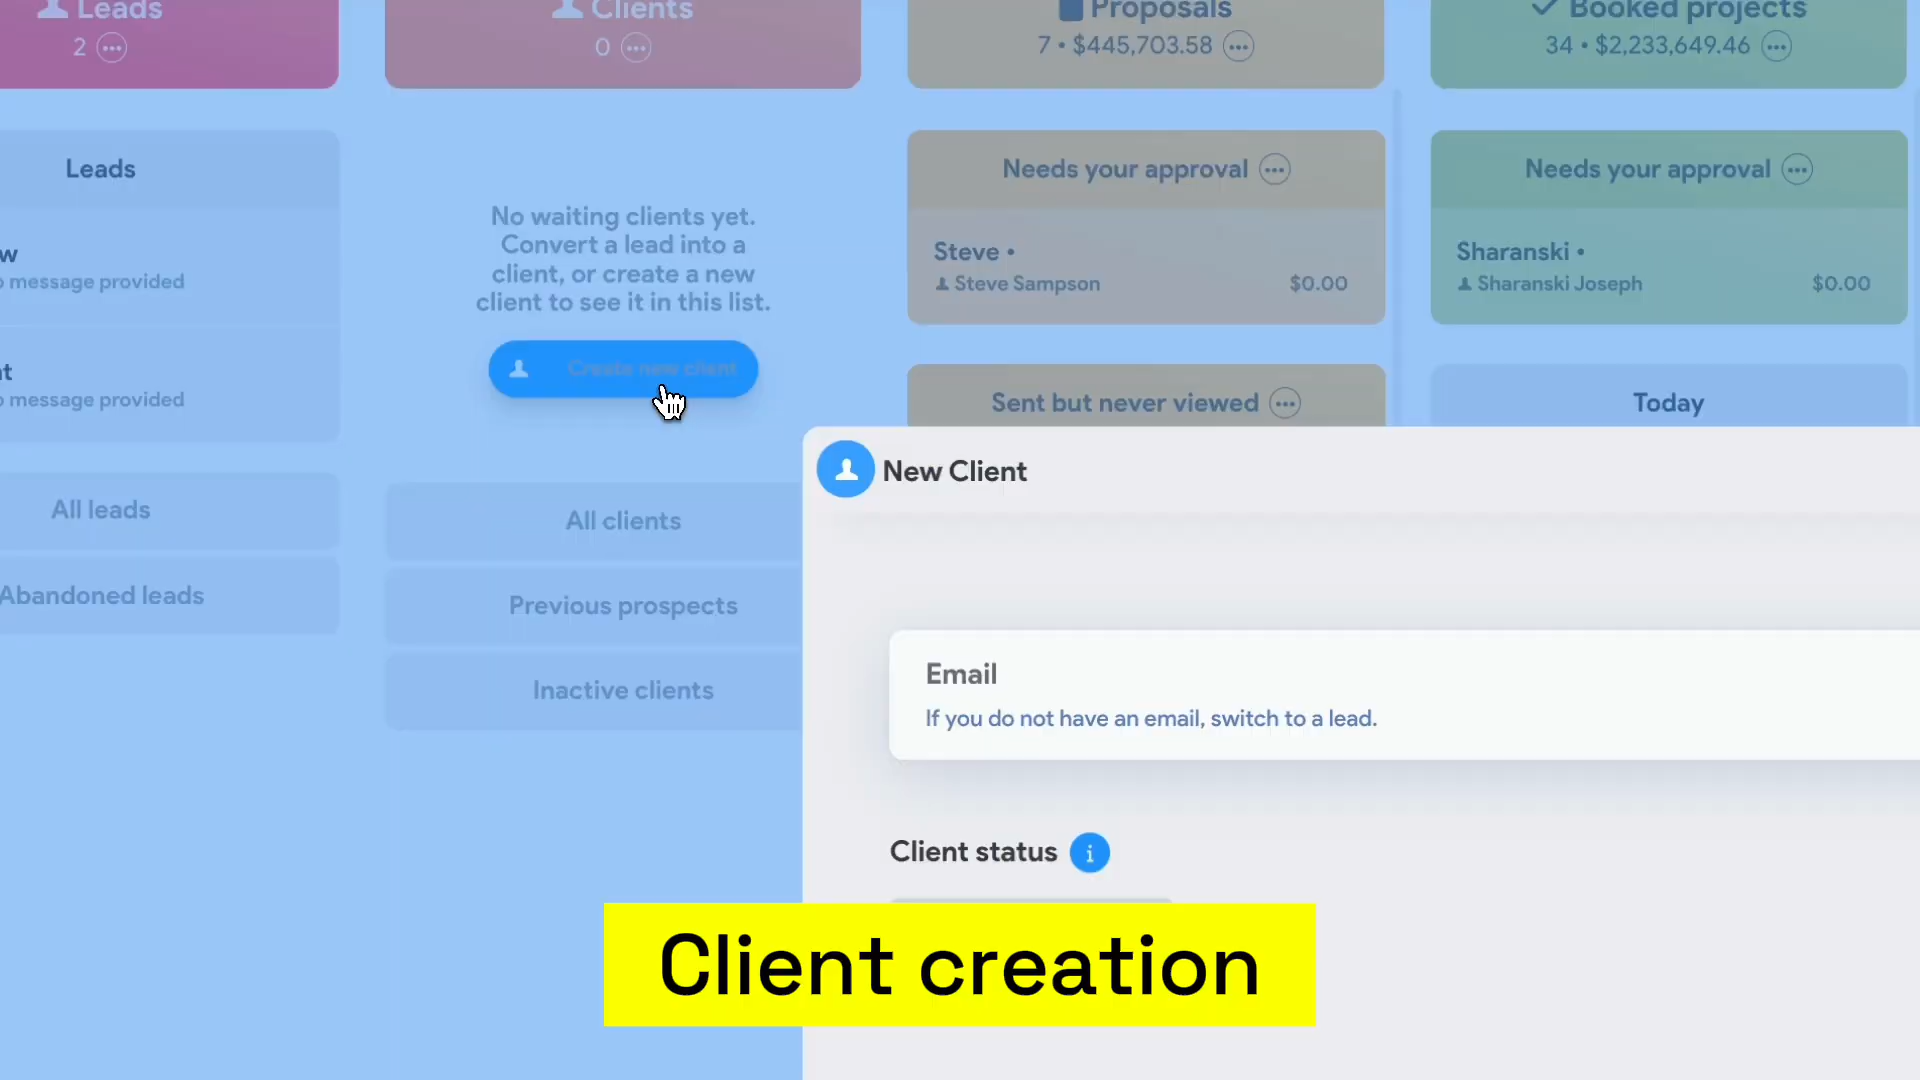 Leads
2
Clients
0
Proposals
7 • $445,703.58
Booked projects
34 • $2,233,649.46
Leads
message provided
message provided
All leads
Abandoned leads
No waiting clients yet.
Convert a lead into a
client, or create a new
client to see it in this list.
Create new client
All clients
Previous prospects
Inactive clients
Needs your approval
Steve •
Steve Sampson
$0.00
Sent but never viewed
Needs your approval
Sharanski •
Sharanski Joseph
$0.00
Today
New Client
Email
If you do not have an email, switch to a lead.
Client status
Client creation